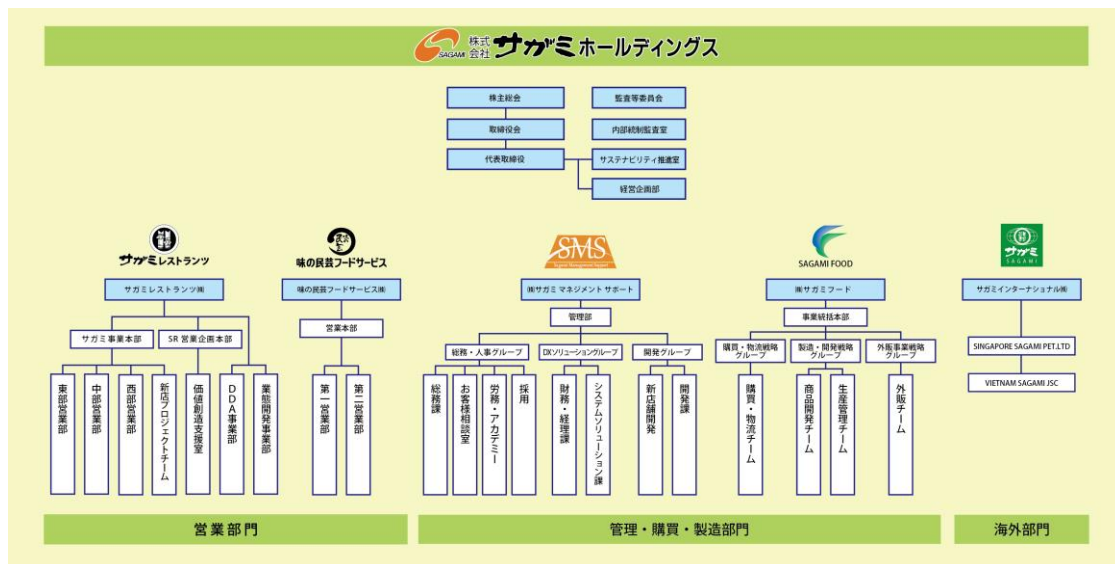 SAGAMI 株式会社 サガミホールディングス
株主総会
監査等委員会
取締役会
内部統制監査室
代表取締役
サステナビリティ推進室
経営企画部
サガミレストランツ
味の民芸フードサービス
SMS
Sagami Management Support
SAGAMI FOOD
サガミ
SAGAMI
サガミレストランツ㈱
味の民芸フードサービス㈱
㈱サガミ マネジメント サポート
㈱サガミフード
サガミインターナショナル㈱
営業本部
管理部
事業統括本部
サガミ事業本部
SR 営業企画本部
総務・人事グループ
DXソリューショングループ
開発グループ
購買・物流戦略
グループ
製造・開発戦略
グループ
外販事業戦略
グループ
SINGAPORE SAGAMI PET.LTD
VIETNAM SAGAMI JSC
東部営業部
中部営業部
西部営業部
新店プロジェクトチーム
価値創造支援室
DDA事業部
業態開発事業部
第一営業部
第二営業部
総務課
お客様相談室
労務・アカデミー
採用
財務・経理課
システムソリューション課
新店舗開発
開発課
購買・物流チーム
商品開発チーム
生産管理チーム
外販チーム
営業部門
管理・購買・製造部門
海外部門